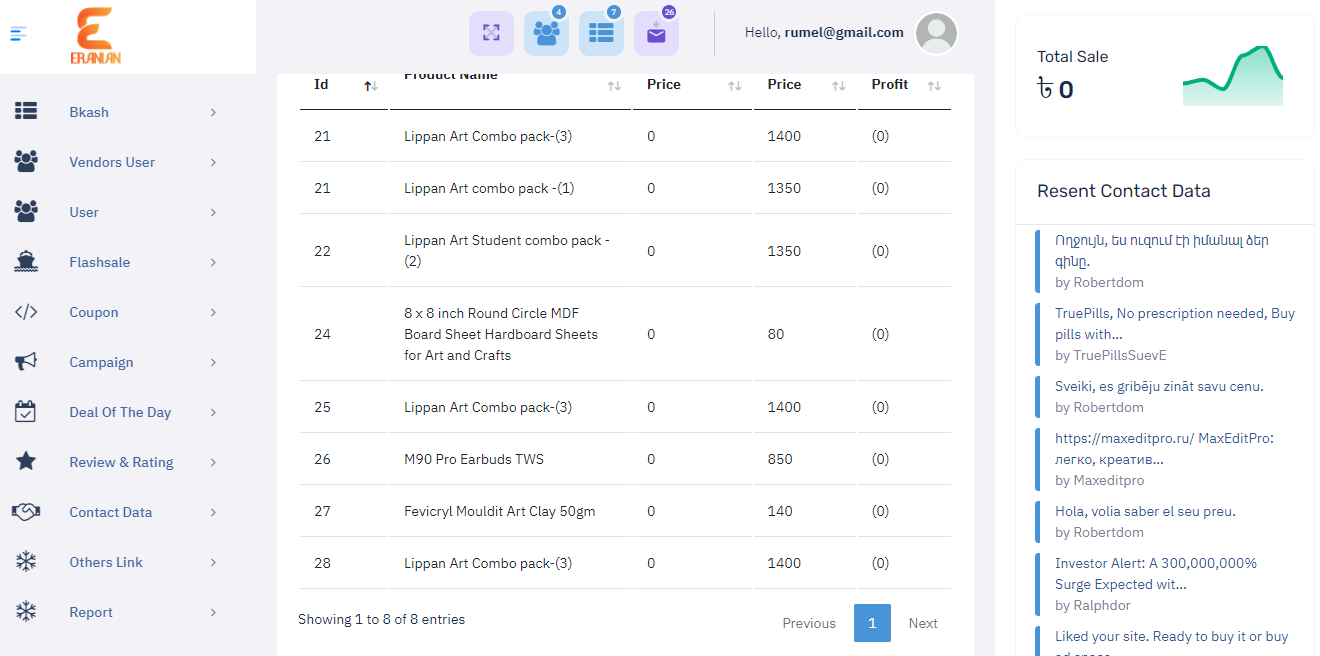 ERANIAN
4
7
26
Hello, rumel@gmail.com
Bkash
Vendors User
User
Flashsale
Coupon
Campaign
Deal Of The Day
Review & Rating
Contact Data
Others Link
Report
Id Product Name Price Price Profit
21 Lippan Art Combo pack-(3) 0 1400 (0)
21 Lippan Art combo pack -(1) 0 1350 (0)
22 Lippan Art Student combo pack - 0 1350 (0)
(2)
8 x 8 inch Round Circle MDF
24 Board Sheet Hardboard Sheets 0 80 (0)
for Art and Crafts
25 Lippan Art Combo pack-(3) 0 1400 (0)
26 M90 Pro Earbuds TWS 0 850 (0)
27 Fevicryl Mouldit Art Clay 50gm 0 140 (0)
28 Lippan Art Combo pack-(3) 0 1400 (0)
Showing 1 to 8 of 8 entries
Previous 1 Next
Total Sale
৳ 0
Resent Contact Data
Ողջույն, ես ուզում էի իմանալ ձեր
գինը.
by Robertdom
TruePills, No prescription needed, Buy
pills with...
by TruePillsSuevE
Sveiki, es gribēju zināt savu cenu.
by Robertdom
https://maxeditpro.ru/ MaxEditPro:
легко, креатив...
by Maxeditpro
Hola, volia saber el seu preu.
by Robertdom
Investor Alert: A 300,000,000%
Surge Expected wit...
by Ralphdor
Liked your site. Ready to buy it or buy